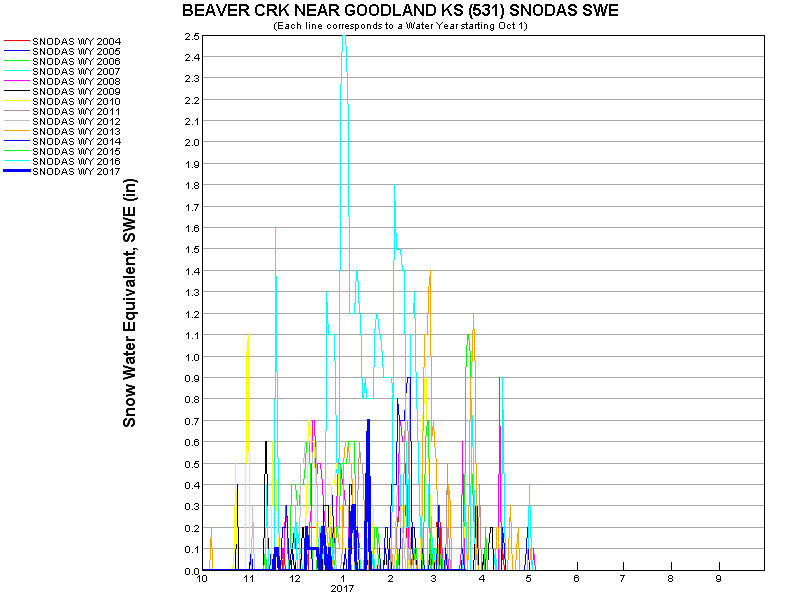 BEAVER CRK NEAR GOODLAND KS (531) SNODAS SWE
(Each line corresponds to a Water Year starting Oct 1)
SNODAS WY 2004
SNODAS WY 2005
SNODAS WY 2006
SNODAS WY 2007
SNODAS WY 2008
SNODAS WY 2009
SNODAS WY 2010
SNODAS WY 2011
SNODAS WY 2012
SNODAS WY 2013
SNODAS WY 2014
SNODAS WY 2015
SNODAS WY 2016
SNODAS WY 2017
Snow Water Equivalent, SWE (in)
2.5
2.4
2.3
2.2
2.1
2.0
1.9
1.8
1.7
1.6
1.5
1.4
1.3
1.2
1.1
1.0
0.9
0.8
0.7
0.6
0.5
0.4
0.3
0.2
0.1
0.0
10 11 12 1 2 3 4 5 6 7 8 9
2017